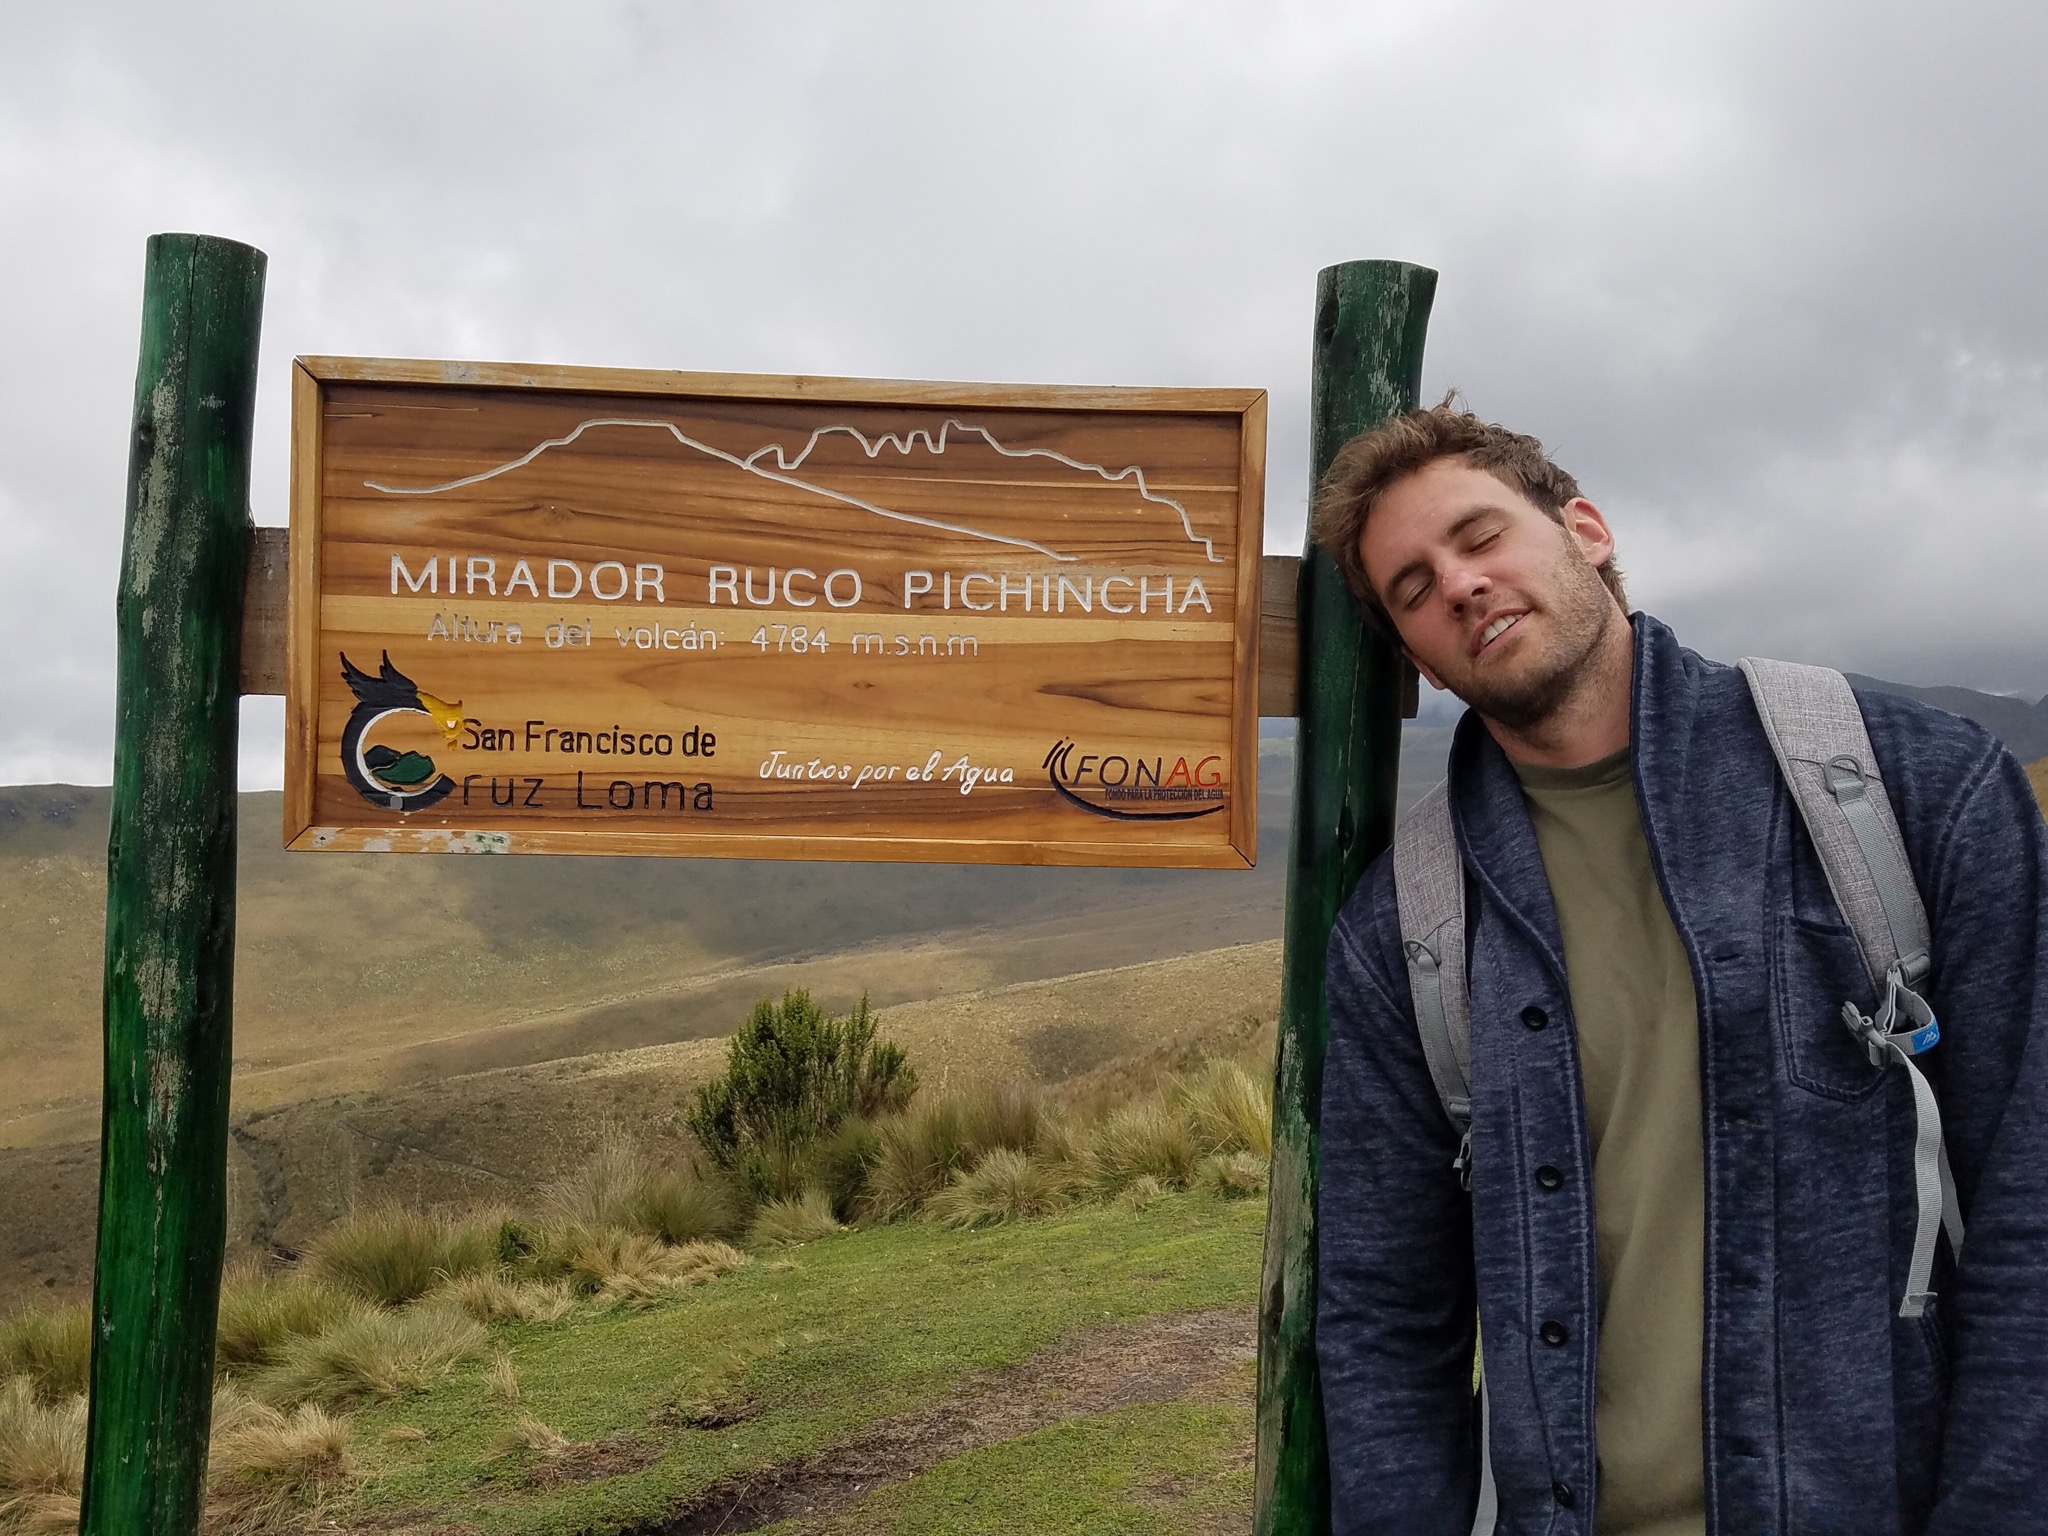 MIRADOR RUCO PICHINCHA
Altura del volcán: 4784 m.s.n.m
San Francisco de
Cruz Loma
Juntos por el Agua
FONAG
FONDO PARA LA PROTECCIÓN DEL AGUA